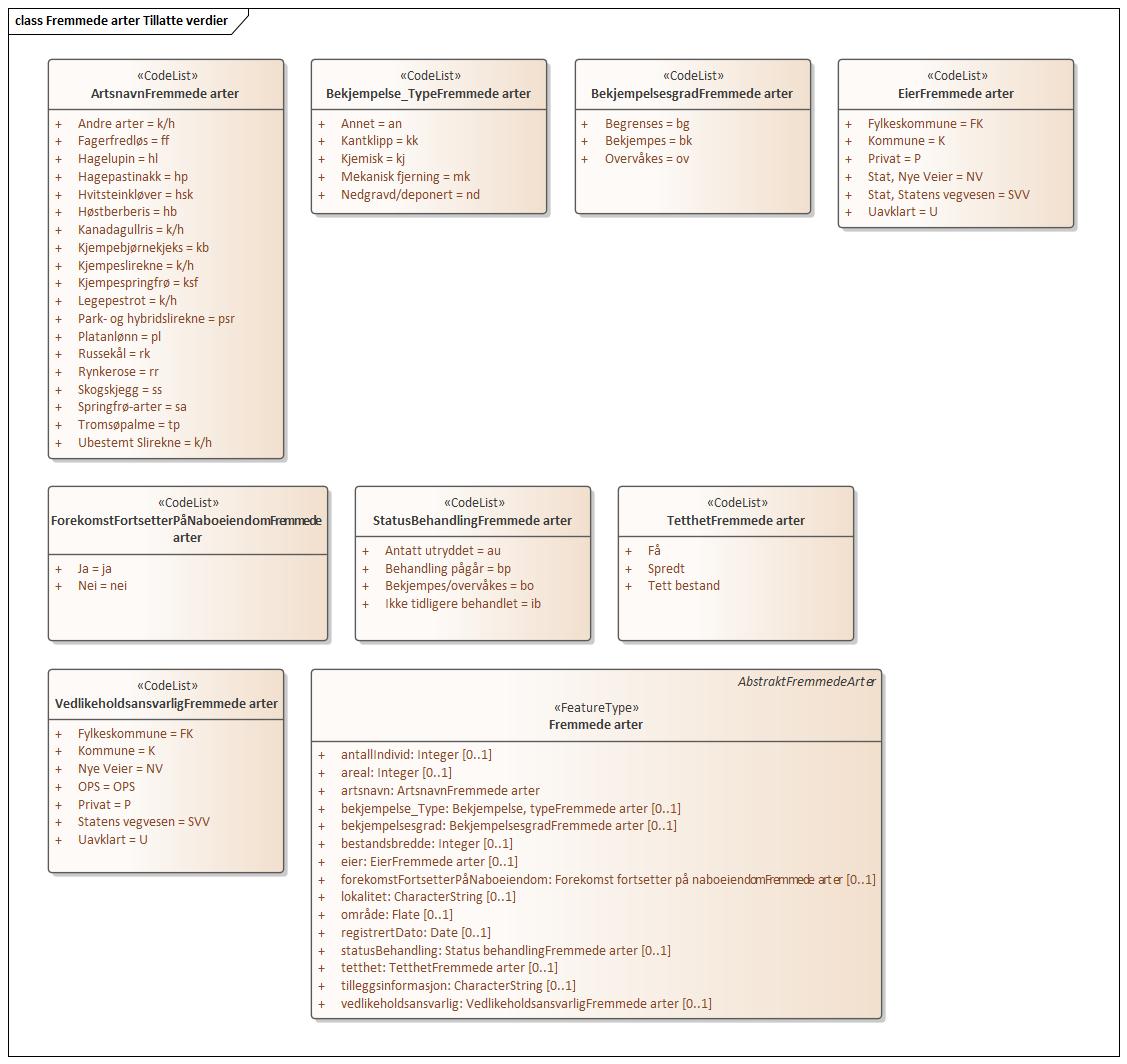 class Fremmede arter Tillatte verdier
«CodeList»
ArtsnavnFremmede arter
+ Andre arter = k/h
+ Fagerfredløs = ff
+ Hagelupin = hl
+ Hagepastinakk = hp
+ Hvitsteinkløver = hsk
+ Høstberberis = hb
+ Kanadagullris = k/h
+ Kjempebjørnekjeks = kb
+ Kjempeslirekne = k/h
+ Kjempespringfrø = ksf
+ Legepestrot = k/h
+ Park- og hybridslirekne = psr
+ Platanlønn = pl
+ Russekål = rk
+ Rynkerose = rr
+ Skogskjegg = ss
+ Springfrø-arter = sa
+ Tromsøpalme = tp
+ Ubestemt Slirekne = k/h
«CodeList»
Bekjempelse_TypeFremmede arter
+ Annet = an
+ Kantklipp = kk
+ Kjemisk = kj
+ Mekanisk fjerning = mk
+ Nedgravd/deponert = nd
«CodeList»
BekjempelsesgradFremmede arter
+ Begrenses = bg
+ Bekjempes = bk
+ Overvåkes = ov
«CodeList»
EierFremmede arter
+ Fylkeskommune = FK
+ Kommune = K
+ Privat = P
+ Stat, Nye Veier = NV
+ Stat, Statens vegvesen = SVV
+ Uavklart = U
«CodeList»
ForekomstFortsetterPåNaboeiendomFremmede
arter
+ Ja = ja
+ Nei = nei
«CodeList»
StatusBehandlingFremmede arter
+ Antatt utryddet = au
+ Behandling pågår = bp
+ Bekjempes/overvåkes = bo
+ Ikke tidligere behandlet = ib
«CodeList»
TetthetFremmede arter
+ Få
+ Spredt
+ Tett bestand
«CodeList»
VedlikeholdsansvarligFremmede arter
+ Fylkeskommune = FK
+ Kommune = K
+ Nye Veier = NV
+ OPS = OPS
+ Privat = P
+ Statens vegvesen = SVV
+ Uavklart = U
AbstraktFremmedeArter
«FeatureType»
Fremmede arter
+ antallIndivid: Integer [0..1]
+ areal: Integer [0..1]
+ artsnavn: ArtsnavnFremmede arter
+ bekjempelse_Type: Bekjempelse, typeFremmede arter [0..1]
+ bekjempelsesgrad: BekjempelsesgradFremmede arter [0..1]
+ bestandsbredde: Integer [0..1]
+ eier: EierFremmede arter [0..1]
+ forekomstFortsetterPåNaboeiendom: Forekomst fortsetter på naboeiendomFremmede arter [0..1]
+ lokalitet: CharacterString [0..1]
+ område: Flate [0..1]
+ registrertDato: Date [0..1]
+ statusBehandling: Status behandlingFremmede arter [0..1]
+ tetthet: TetthetFremmede arter [0..1]
+ tilleggsinformasjon: CharacterString [0..1]
+ vedlikeholdsansvarlig: VedlikeholdsansvarligFremmede arter [0..1]